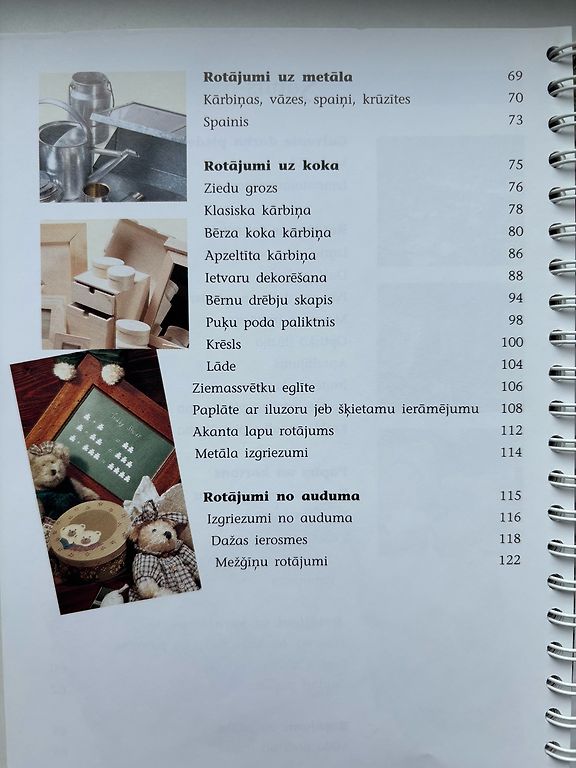 Rotājumi uz metāla 69
Kārbiņas, vāzes, spaiņi, krūzītes 70
Spainis 73
Rotājumi uz koka 75
Ziedu grozs 76
Klasiska kārbiņa 78
Bērza koka kārbiņa 80
Apzeltīta kārbiņa 86
Ietvaru dekorēšana 88
Bērnu drēbju skapis 94
Puķu poda paliktnis 98
Krēsls 100
Lāde 104
Ziemassvētku eglīte 106
Paplāte ar iluzoru jeb šķietamu ierāmējumu 108
Akanta lapu rotājums 112
Metāla izgriezumi 114
Rotājumi no auduma 115
Izgriezumi no auduma 116
Dažas ierosmes 118
Mežģīņu rotājumi 122